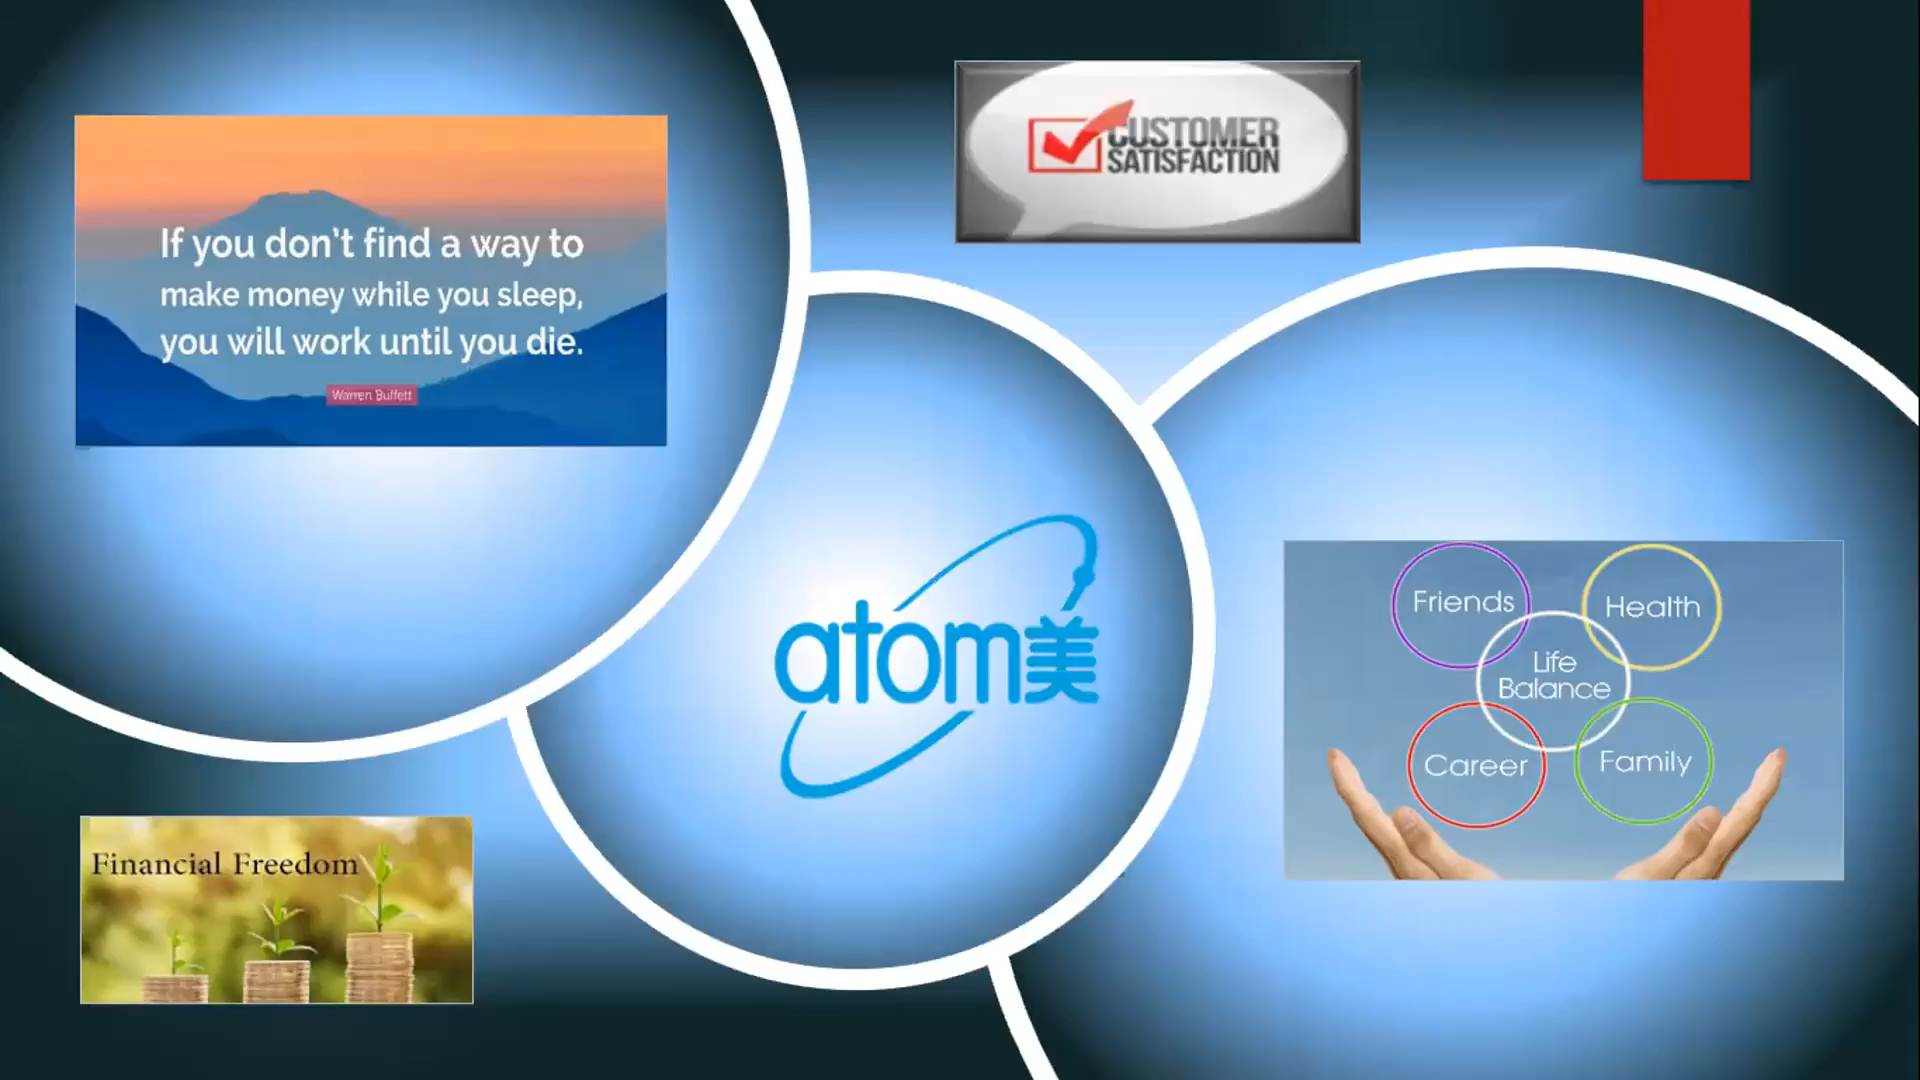 If you don't find a way to
make money while you sleep,
you will work until you die.
Warren Buffett
CUSTOMER
SATISFACTION
atom美
Friends
Health
Life
Balance
Career
Family
Financial Freedom